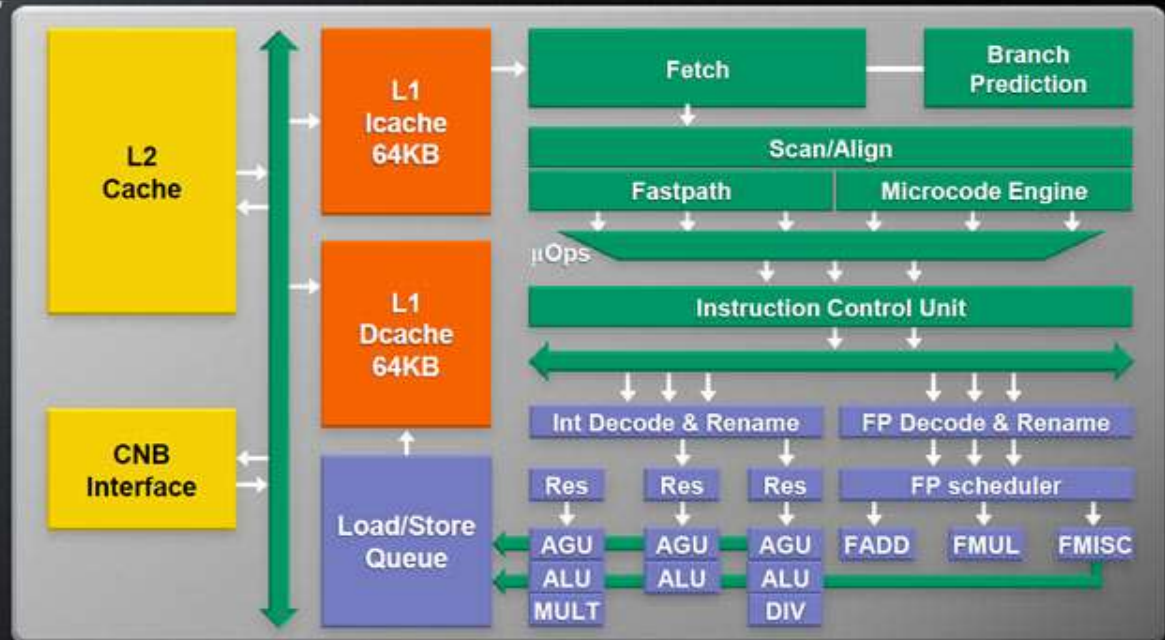 L2
Cache
CNB
Interface
L1
Icache
64KB
L1
Dcache
64KB
Load/Store
Queue
Fetch
Branch
Prediction
Scan/Align
Fastpath
Microcode Engine
µOps
Instruction Control Unit
Int Decode & Rename
FP Decode & Rename
Res
Res
Res
FP scheduler
AGU
AGU
AGU
FADD
FMUL
FMISC
ALU
ALU
ALU
MULT
DIV